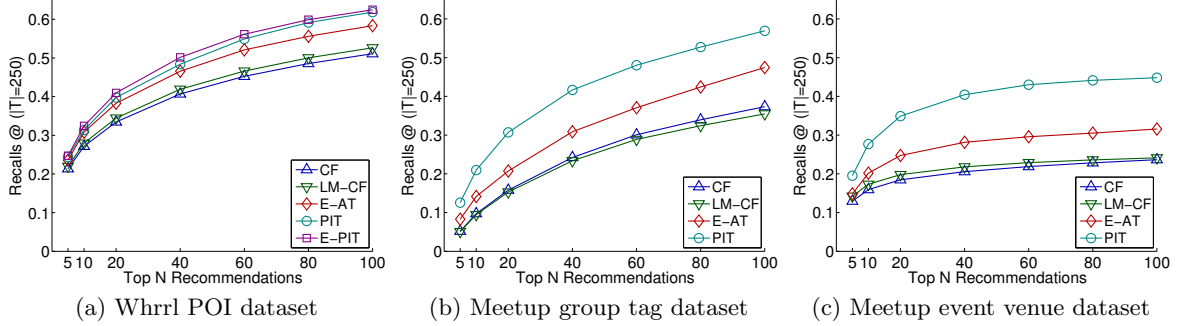 Recalls @ (|T|=250)
0.6
0.5
0.4
0.3
0.2
0.1
0
5 10 20 40 60 80 100
Top N Recommendations
CF
LM-CF
E-AT
PIT
E-PIT
(a) Whrrl POI dataset
Recalls @ (|T|=250)
0.6
0.5
0.4
0.3
0.2
0.1
0
5 10 20 40 60 80 100
Top N Recommendations
CF
LM-CF
E-AT
PIT
(b) Meetup group tag dataset
Recalls @ (|T|=250)
0.6
0.5
0.4
0.3
0.2
0.1
0
5 10 20 40 60 80 100
Top N Recommendations
CF
LM-CF
E-AT
PIT
(c) Meetup event venue dataset